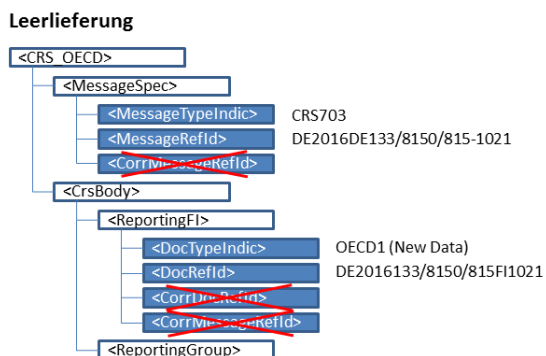 Leerlieferung
<CRS_OECD>
<MessageSpec>
<MessageTypeIndic> CRS703
<MessageRefId> DE2016DE133/8150/815-1021
<CorrMessageRefId>
<CrsBody>
<ReportingFI>
<DocTypeIndic> OECD1 (New Data)
<DocRefId> DE2016133/8150/815FI1021
<CorrDocRefId>
<CorrMessageRefId>
<ReportingGroup>